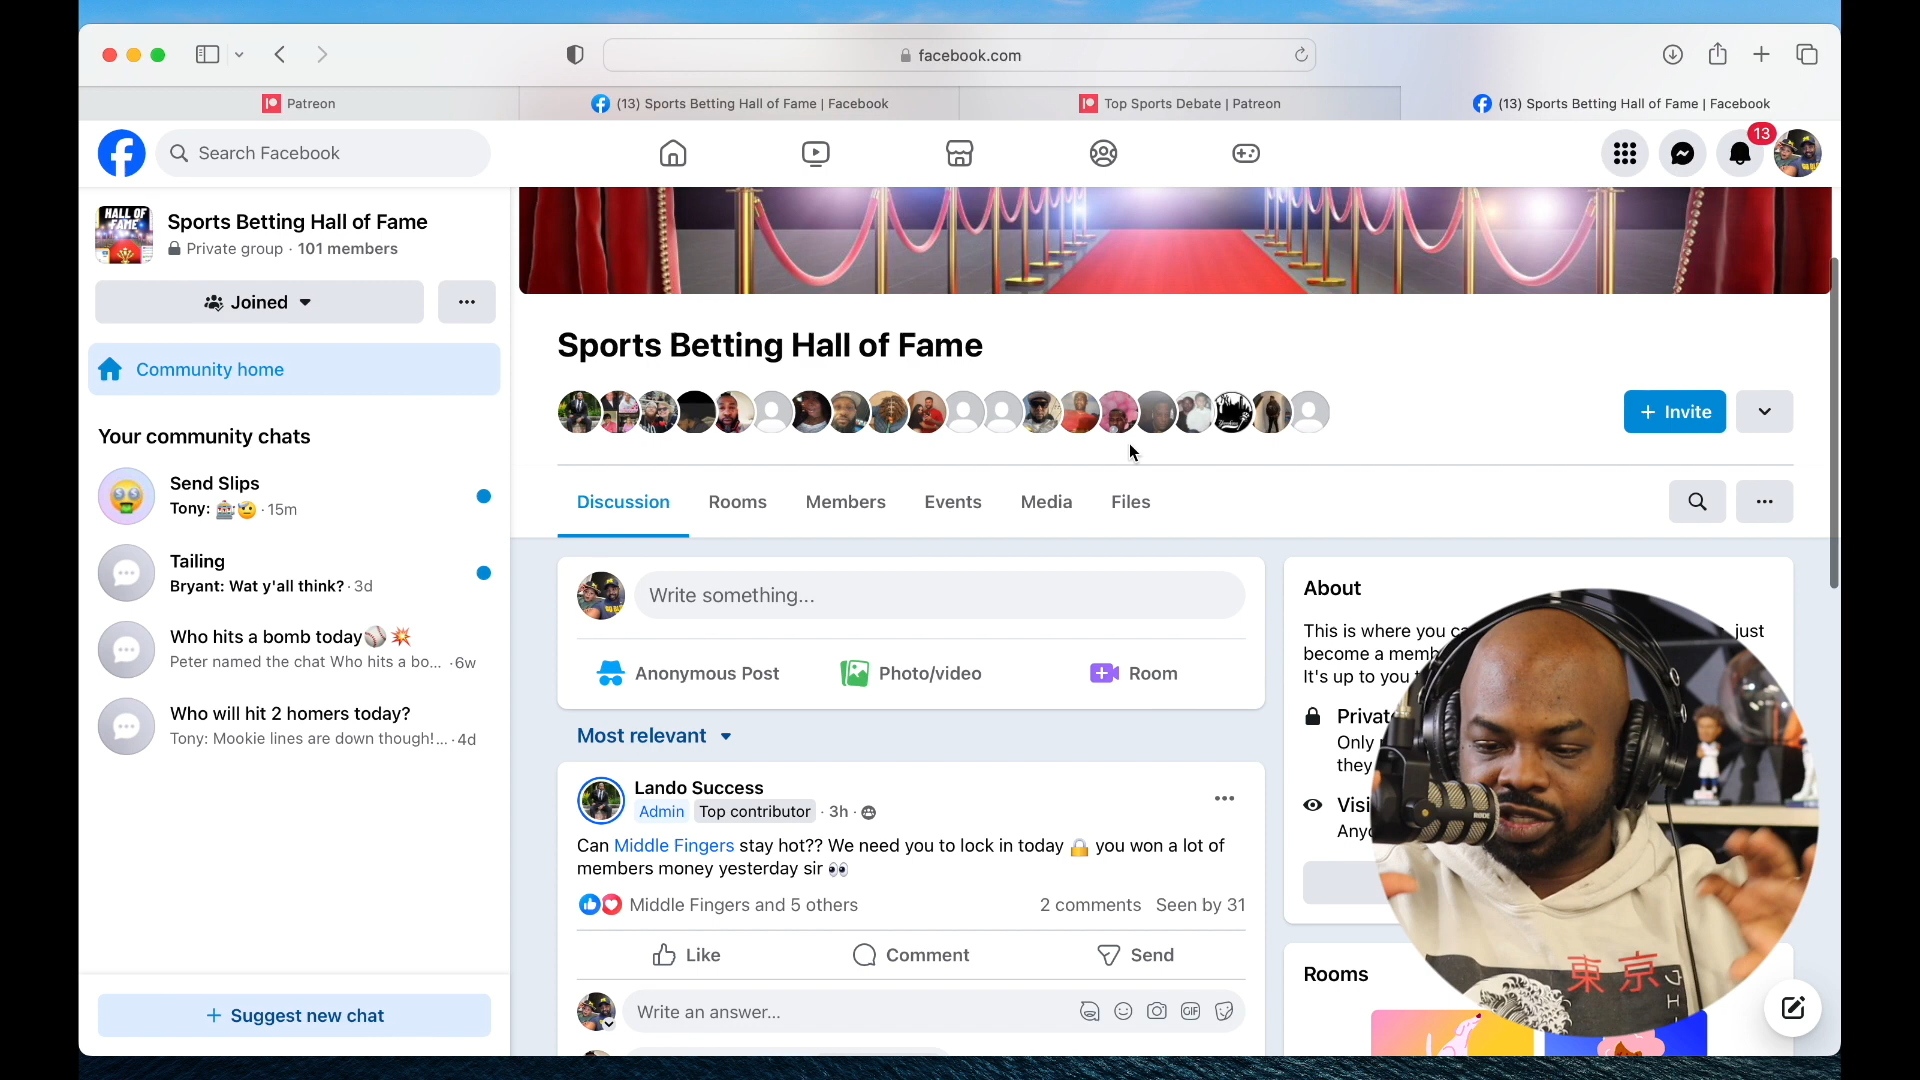 facebook.com
Patreon
(13) Sports Betting Hall of Fame | Facebook
Top Sports Debate | Patreon
(13) Sports Betting Hall of Fame | Facebook
Search Facebook
13
HALL OF FAME
Sports Betting Hall of Fame
Private group · 101 members
Joined
Community home
Your community chats
Send Slips
Tony: 🎰🤕 · 15m
Tailing
Bryant: Wat y'all think? · 3d
Who hits a bomb today⚾💥
Peter named the chat Who hits a bo... · 6w
Who will hit 2 homers today?
Tony: Mookie lines are down though!... · 4d
+ Suggest new chat
Sports Betting Hall of Fame
+ Invite
Discussion
Rooms
Members
Events
Media
Files
Write something...
Anonymous Post
Photo/video
Room
Most relevant
Lando Success
Admin Top contributor · 3h ·
Can Middle Fingers stay hot?? We need you to lock in today 🔒 you won a lot of
members money yesterday sir 👀
Middle Fingers and 5 others
2 comments Seen by 31
Like
Comment
Send
Write an answer...
GIF
About
This is where you just
become a
It's up to you
Only
they
Rooms
RODE
東京